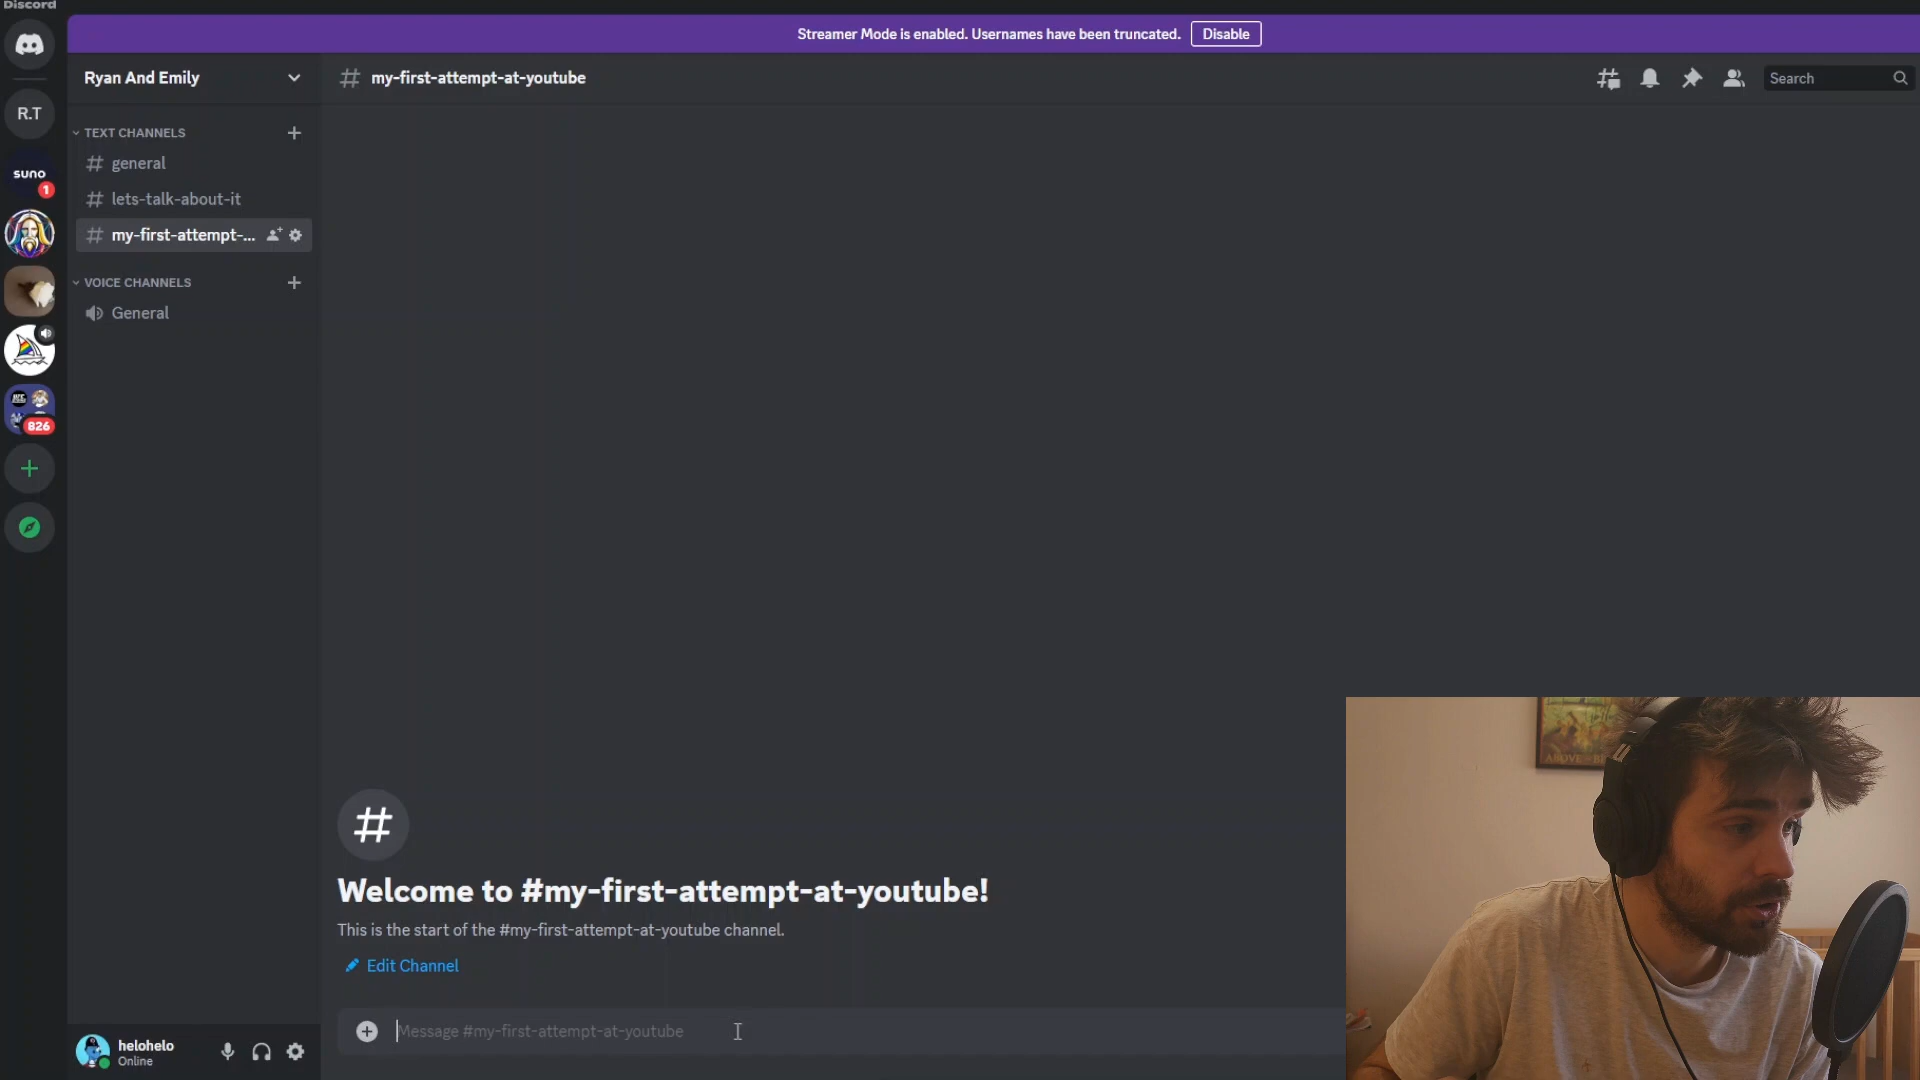 Discord
Streamer Mode is enabled. Usernames have been truncated.
Disable
Ryan And Emily
my-first-attempt-at-youtube
Search
R.T
TEXT CHANNELS
general
suno
1
lets-talk-about-it
my-first-attempt-...
VOICE CHANNELS
General
826
Welcome to #my-first-attempt-at-youtube!
This is the start of the #my-first-attempt-at-youtube channel.
Edit Channel
Message #my-first-attempt-at-youtube
helohelo
Online